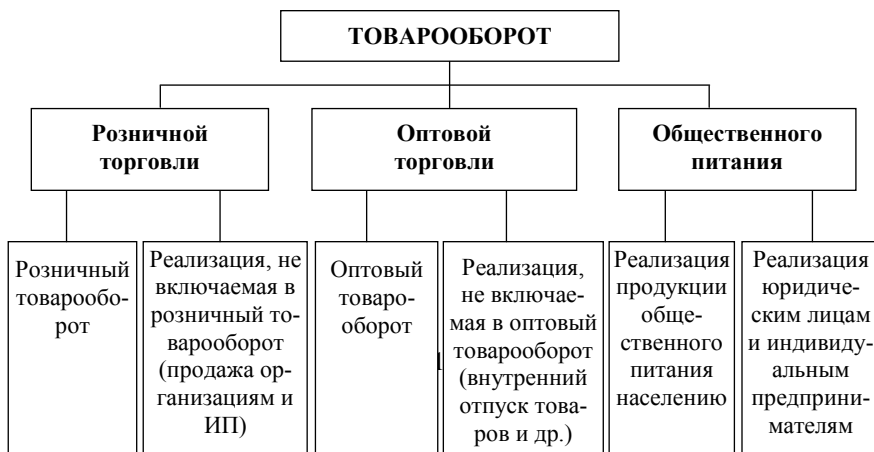 ТОВАРООБОРОТ
Розничной
торговли
Оптовой
торговли
Общественного
питания
Розничный
товарообо-
рот
Реализация, не
включаемая в
розничный то-
варооборот
(продажа ор-
ганизациям и
ИП)
Оптовый
товаро-
оборот
Реализация,
не включае-
мая в оптовый
товарооборот
(внутренний
отпуск това-
ров и др.)
Реализация
продукции
обще-
ственного
питания
населению
Реализация
юридиче-
ским лицам
и индивиду-
альным
предприни-
мателям